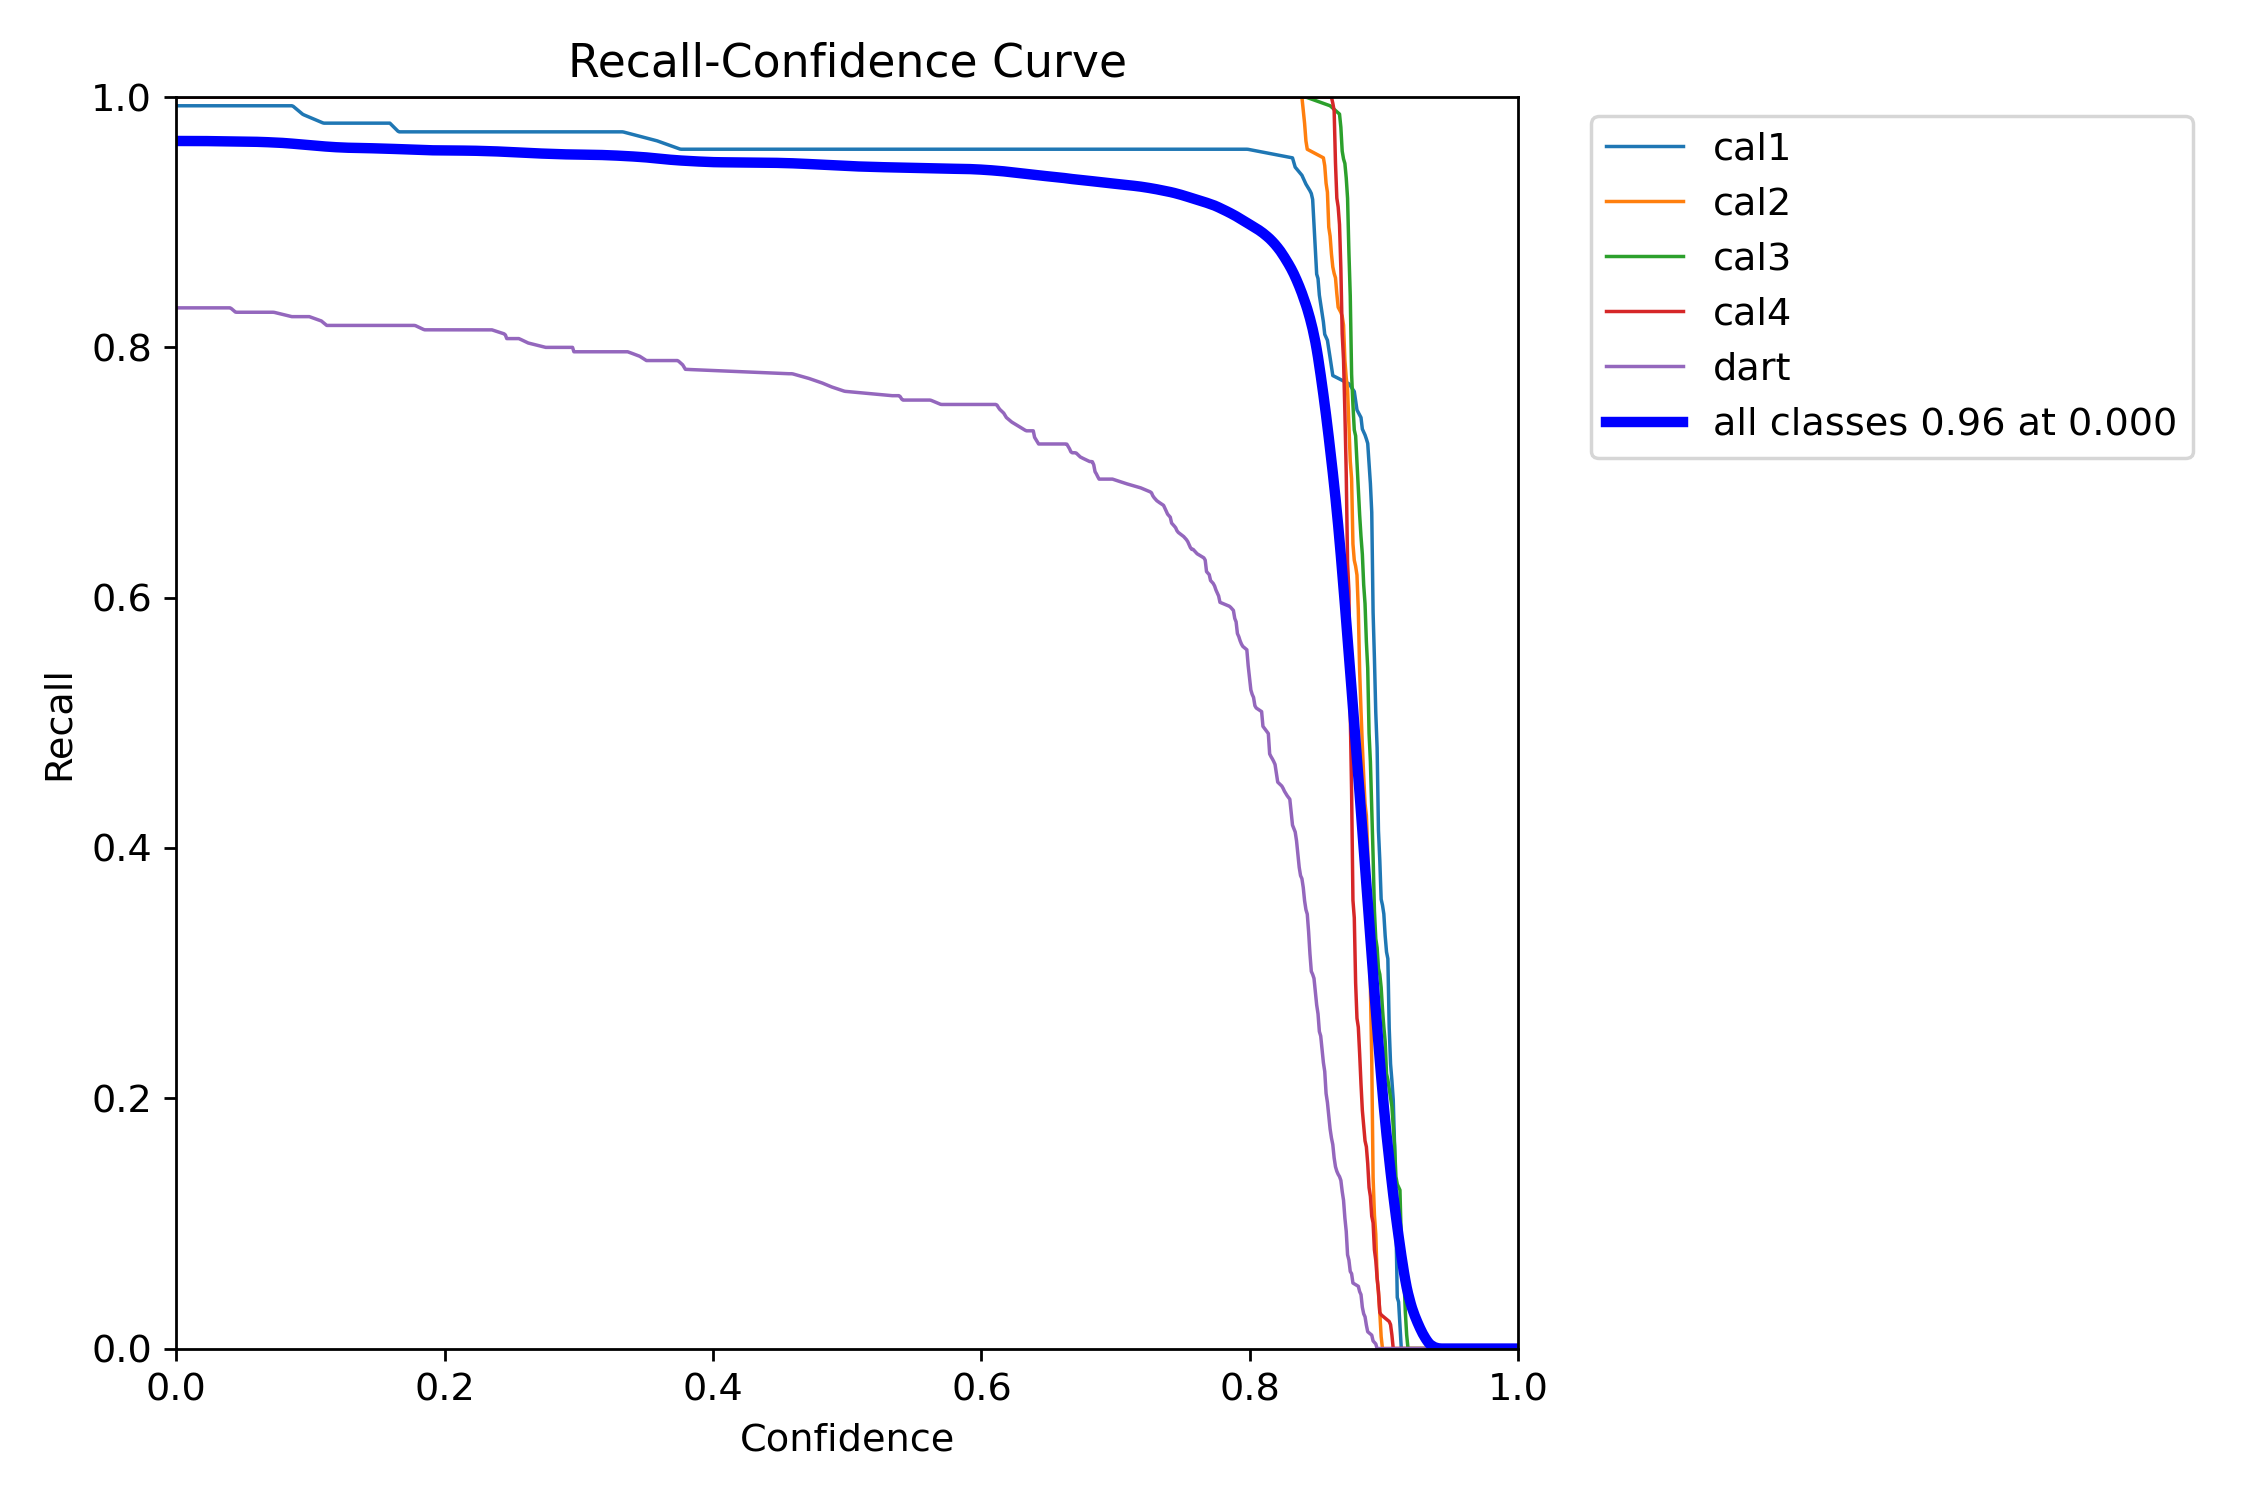 Recall-Confidence Curve
1.0
0.8
0.6
0.4
0.2
0.0
Recall
0.0 0.2 0.4 0.6 0.8 1.0
Confidence
cal1
cal2
cal3
cal4
dart
all classes 0.96 at 0.000